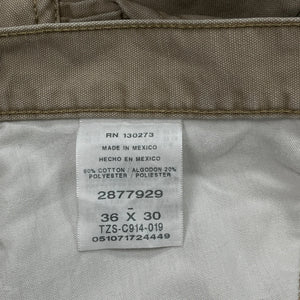 RN 130273
MADE IN MEXICO
HECHO EN MEXICO
80% COTTON / ALGODON 20%
POLYESTER / POLIESTER
2877929
-
36 X 30
TZS-C914-019
051071724449